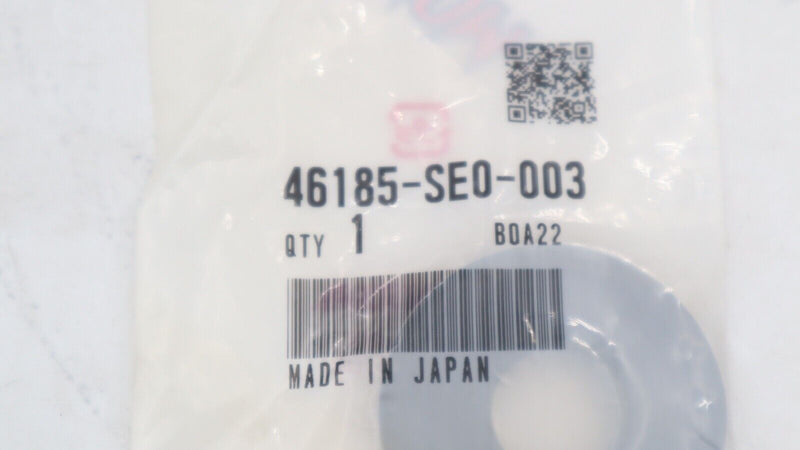 46185-SE0-003
QTY 1 B0A22
MADE IN JAPAN